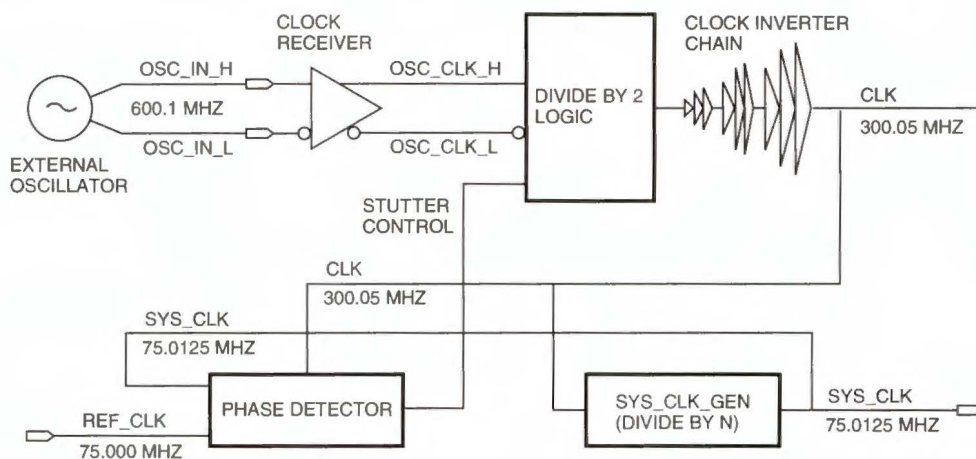 CLOCK
RECEIVER
CLOCK INVERTER
CHAIN
OSC_IN_H
OSC_CLK_H
600.1 MHZ
DIVIDE BY 2
LOGIC
CLK
300.05 MHZ
OSC_IN_L
OSC_CLK_L
EXTERNAL
OSCILLATOR
STUTTER
CONTROL
CLK
300.05 MHZ
SYS_CLK
75.0125 MHZ
PHASE DETECTOR
SYS_CLK_GEN
(DIVIDE BY N)
SYS_CLK
75.0125 MHZ
REF_CLK
75.000 MHZ